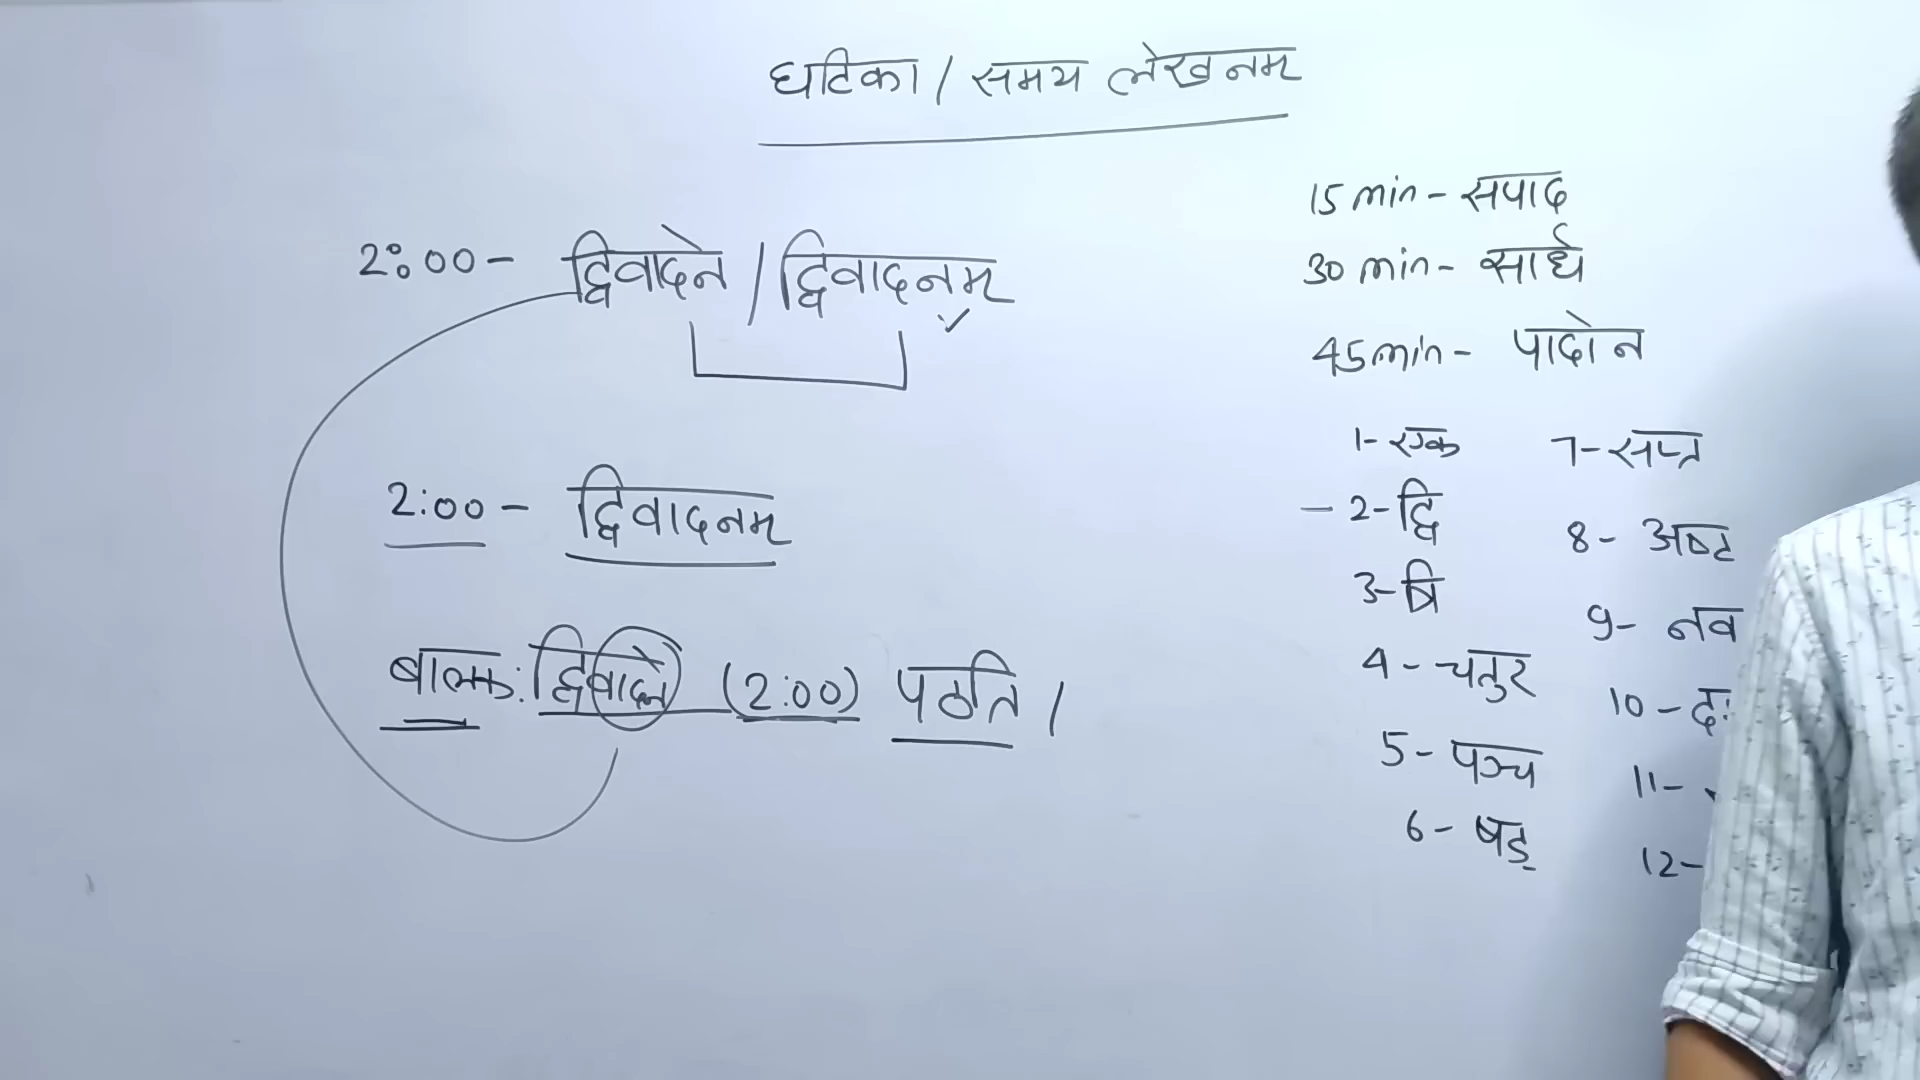 घटिका / समय लेखनम्
2:00 - द्विवादने / द्विवादनम्
2:00 - द्विवादनम्
बालकः द्विवादने (2:00) पठति ।
15 min - सपाद
30 min - सार्ध
45 min - पादोन
1 - एक
- 2 - द्वि
3 - त्रि
4 - चतुर
5 - पञ्च
6 - षड्
7 - सप्त
8 - अष्ट
9 - नव
10 -
11 -
12 -